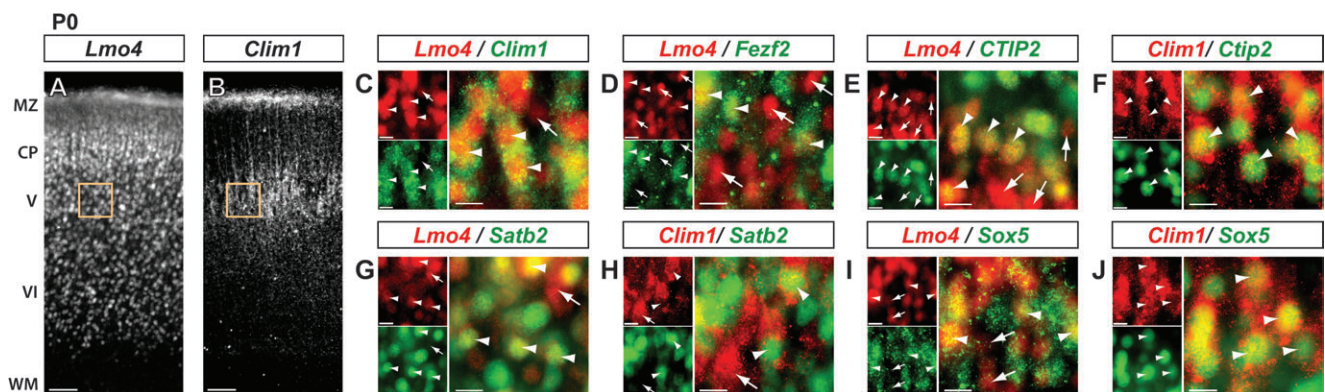 P0
Lmo4
Clim1
Lmo4 / Clim1
Lmo4 / Fezf2
Lmo4 / CTIP2
Clim1/ Ctip2
A
B
C
D
E
F
MZ
CP
V
VI
WM
Lmo4 / Satb2
Clim1/ Satb2
Lmo4 / Sox5
Clim1/ Sox5
G
H
I
J